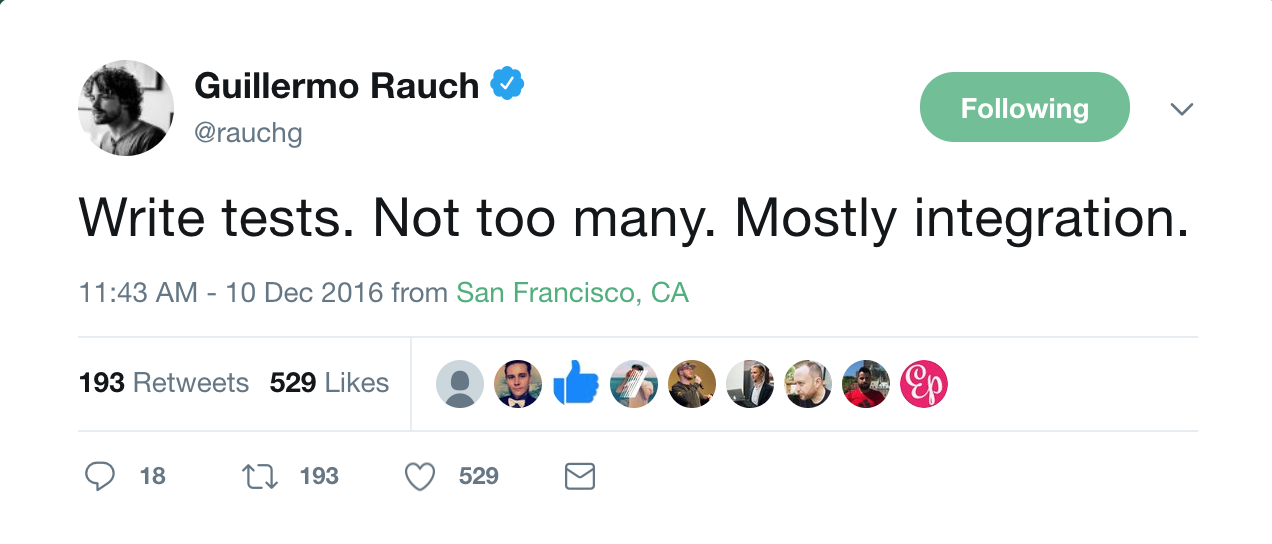 Guillermo Rauch
@rauchg
Following
Write tests. Not too many. Mostly integration.
11:43 AM - 10 Dec 2016 from San Francisco, CA
193 Retweets 529 Likes
Ep
18 193 529